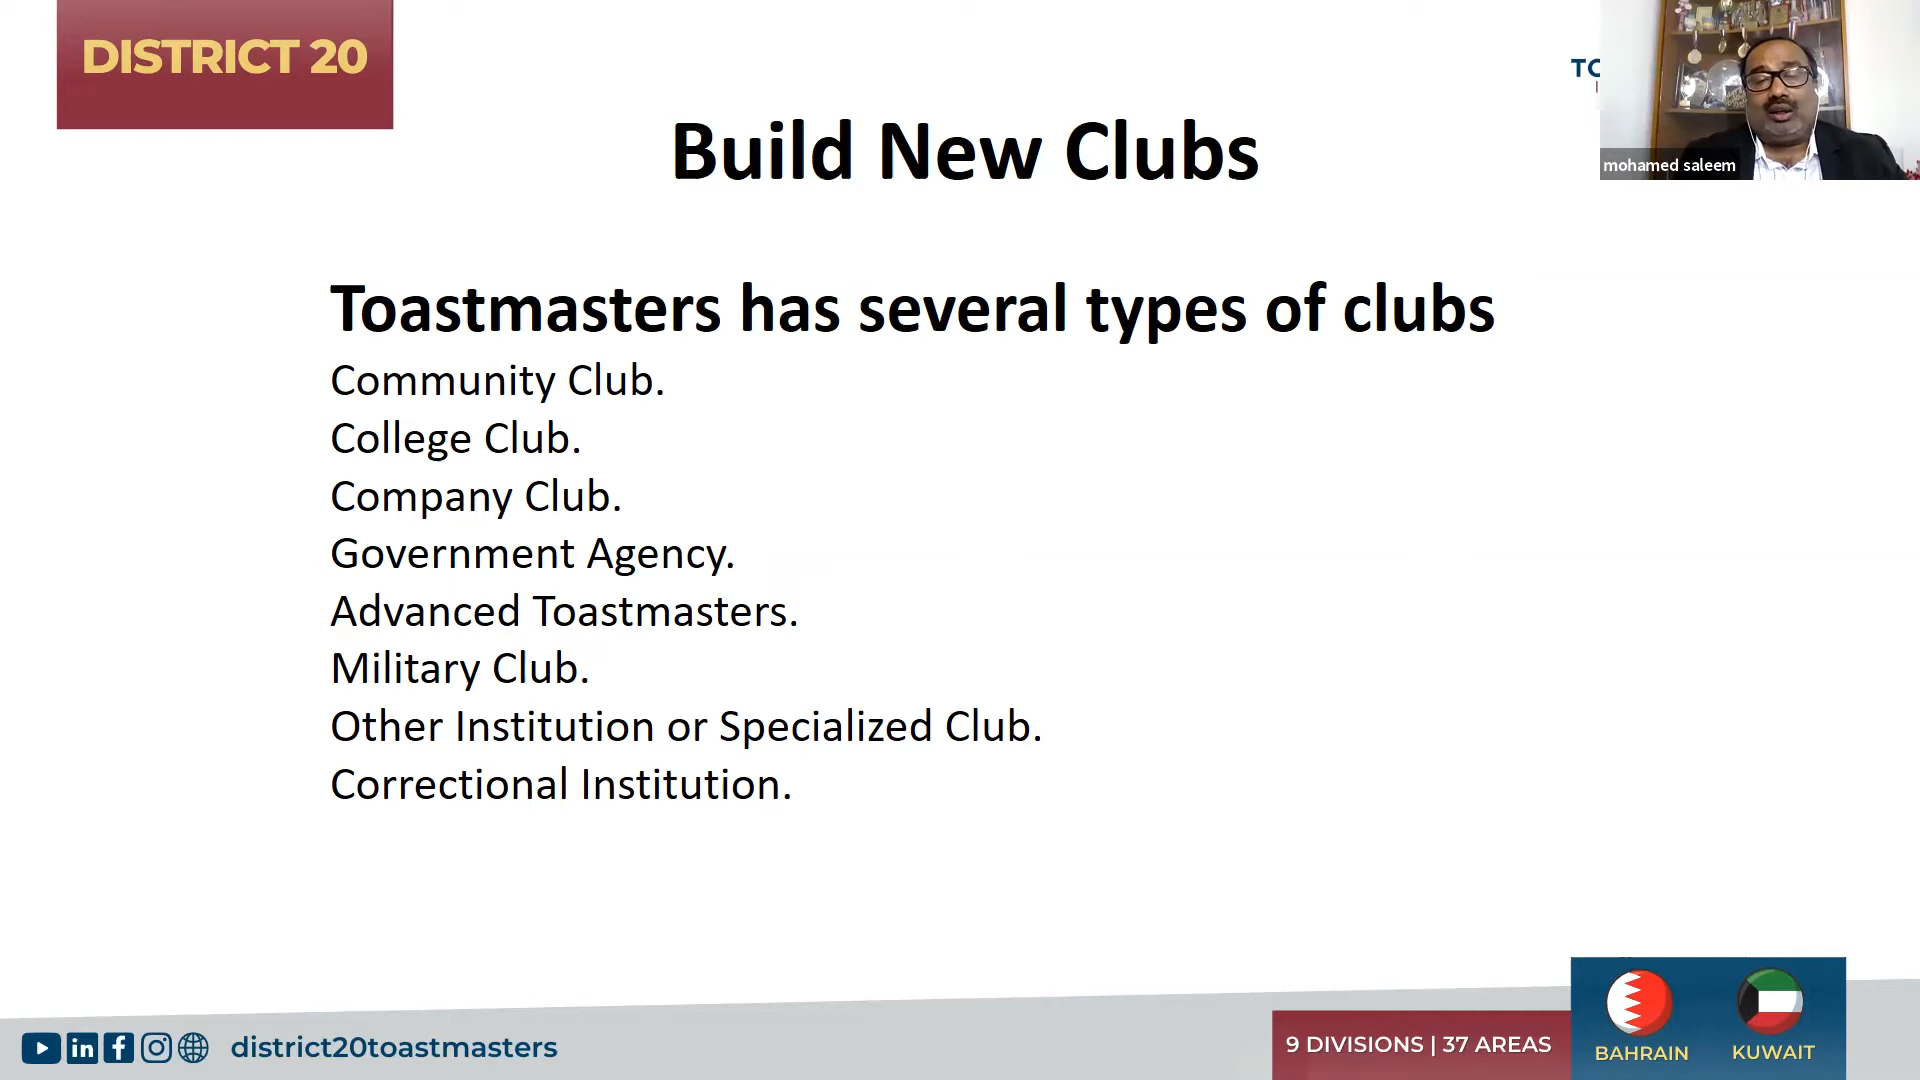 DISTRICT 20
mohamed saleem
Build New Clubs
Toastmasters has several types of clubs
Community Club.
College Club.
Company Club.
Government Agency.
Advanced Toastmasters.
Military Club.
Other Institution or Specialized Club.
Correctional Institution.
district20toastmasters
9 DIVISIONS | 37 AREAS
BAHRAIN
KUWAIT